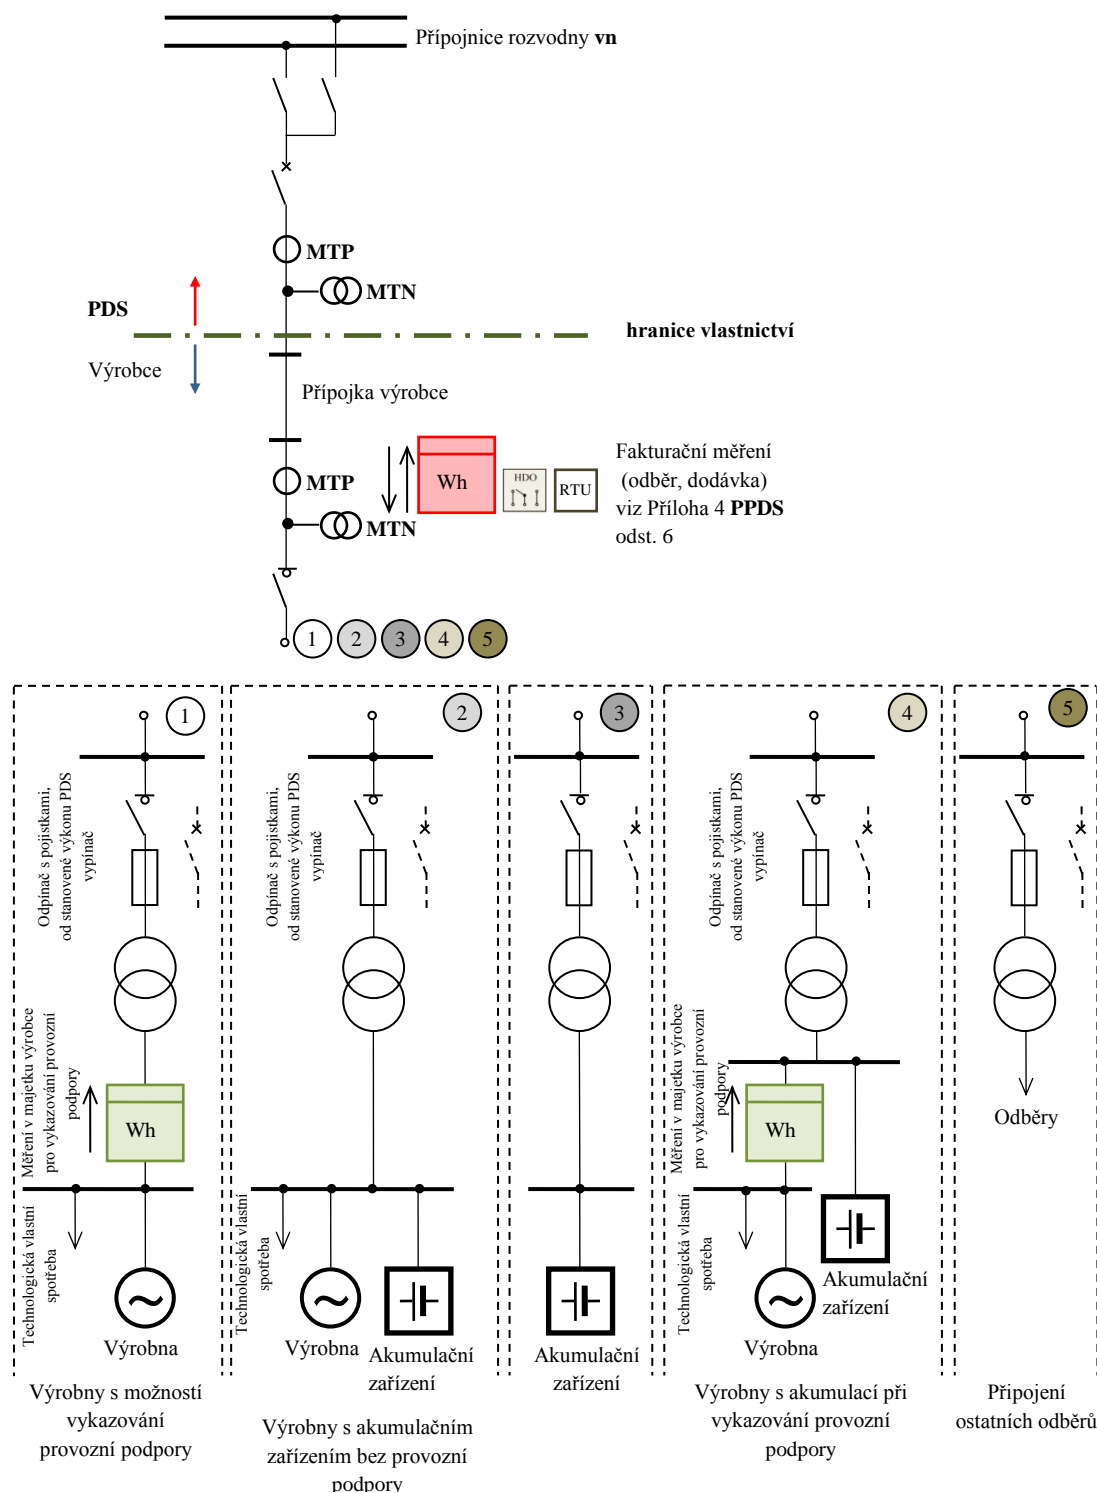 Přípojnice rozvodny vn
MTP
MTN
PDS
hranice vlastnictví
Výrobce
Přípojka výrobce
MTP
MTN
Wh
HDO
RTU
Fakturační měření
(odběr, dodávka)
viz Příloha 4 PPDS
odst. 6
1
2
3
4
5
1
Odpínač s pojistkami,
od stanovené výkonu PDS
vypínač
Měření v majetku výrobce
pro vykazování provozní
podpory
Wh
Technologická vlastní
spotřeba
Výrobna
Výrobny s možností
vykazování
provozní podpory
2
Odpínač s pojistkami,
od stanovené výkonu PDS
vypínač
Technologická vlastní
spotřeba
Výrobna
Akumulační
zařízení
Výrobny s akumulačním
zařízením bez provozní
podpory
3
Akumulační
zařízení
4
Odpínač s pojistkami,
od stanovené výkonu PDS
vypínač
Měření v majetku výrobce
pro vykazování provozní
podpory
Wh
Technologická vlastní
spotřeba
Akumulační
zařízení
Výrobna
Výrobny s akumulací při
vykazování provozní
podpory
5
Odběry
Připojení
ostatních odběrů